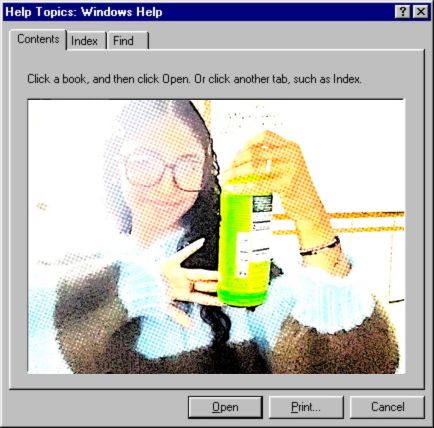 Help Topics: Windows Help
Contents
Index
Find
Click a book, and then click Open. Or click another tab, such as Index.
Open
Print...
Cancel